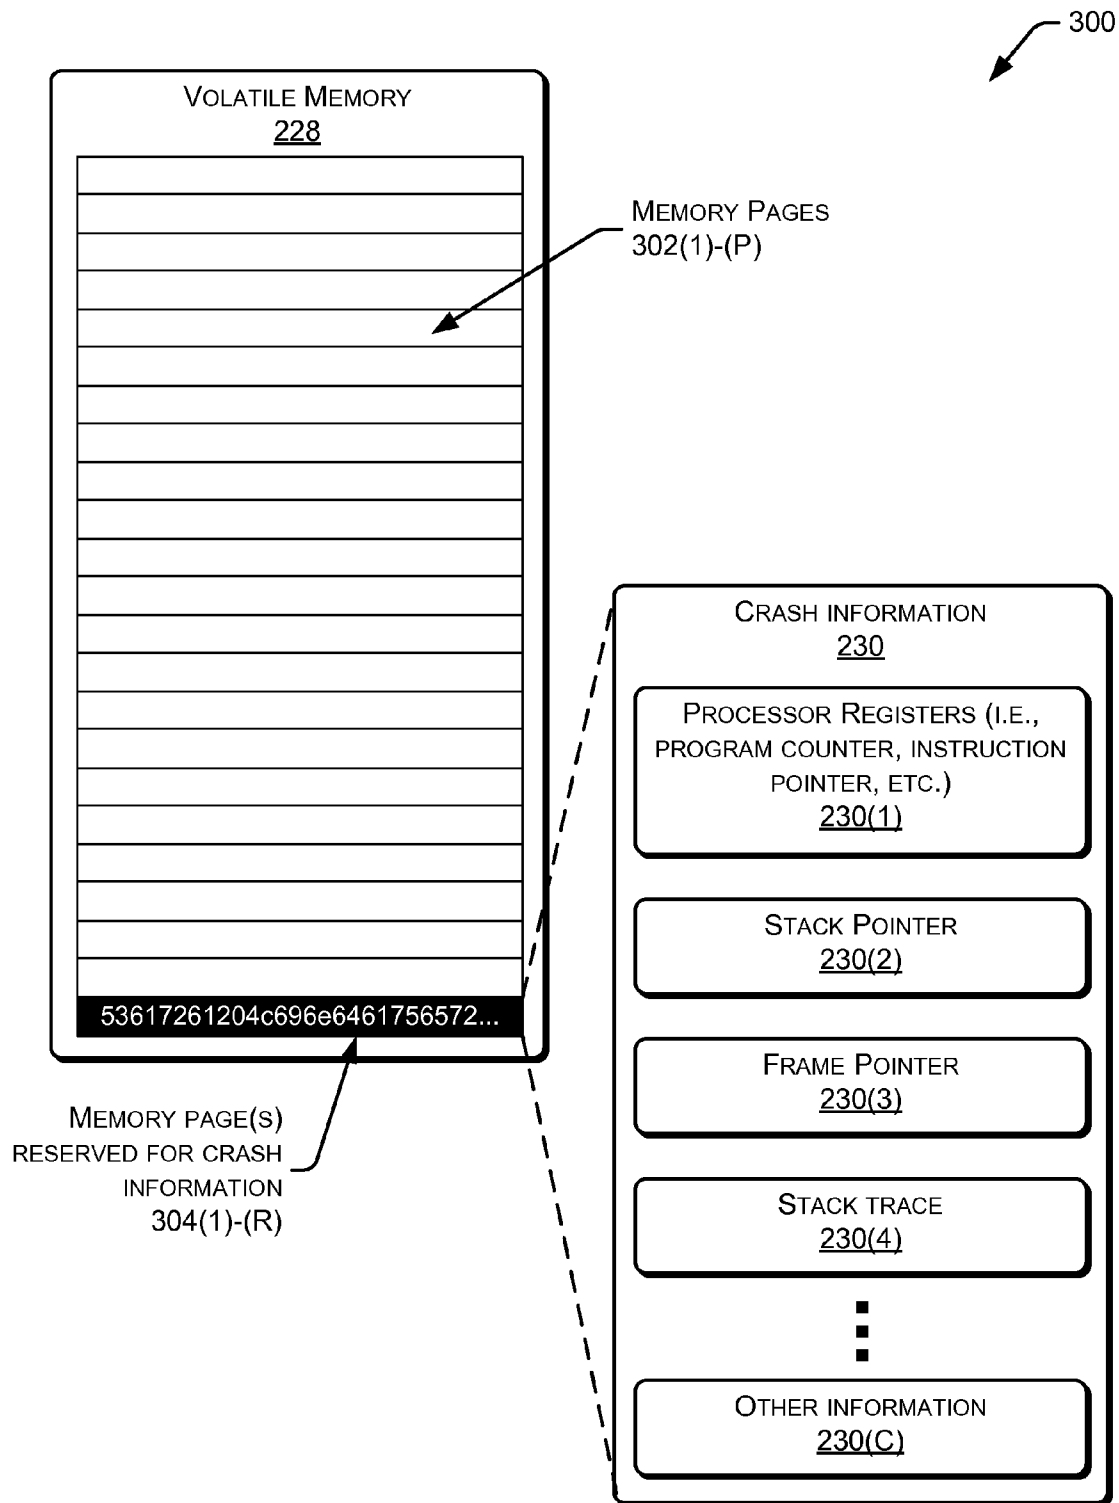 300
VOLATILE MEMORY
228
MEMORY PAGES
302(1)-(P)
53617261204c696e6461756572...
MEMORY PAGE(S)
RESERVED FOR CRASH
INFORMATION
304(1)-(R)
CRASH INFORMATION
230
PROCESSOR REGISTERS (I.E.,
PROGRAM COUNTER, INSTRUCTION
POINTER, ETC.)
230(1)
STACK POINTER
230(2)
FRAME POINTER
230(3)
STACK TRACE
230(4)
OTHER INFORMATION
230(C)